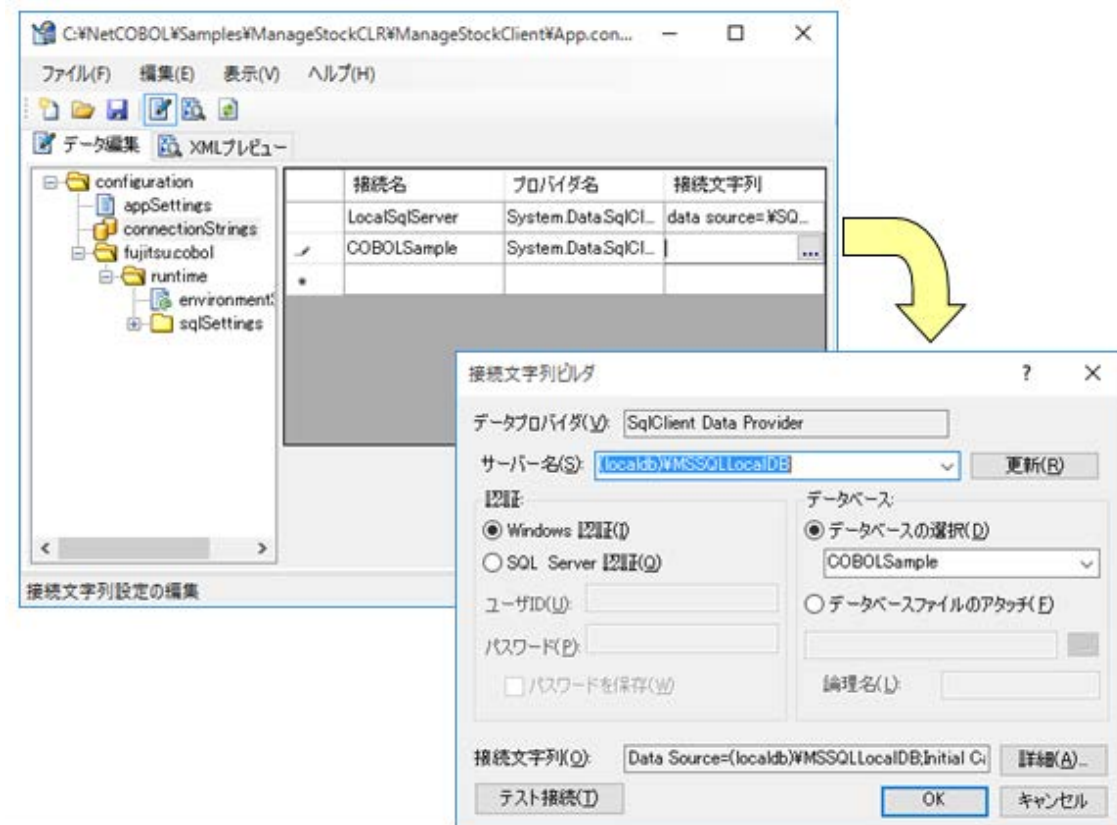 C:¥NetCOBOL¥Samples¥ManageStockCLR¥ManageStockClient¥App.con...
ファイル(F) 編集(E) 表示(V) ヘルプ(H)
データ編集 XMLプレビュー
configuration
appSettings
connectionStrings
fujitsu.cobol
runtime
environment
sqlSettings
接続名 プロバイダ名 接続文字列
LocalSqlServer System.Data.SqlCl... data source=.¥SQ...
COBOLSample System.Data.SqlCl... ...
接続文字列設定の編集
接続文字列ビルダ ?
データプロバイダ(V): SqlClient Data Provider
サーバー名(S): (localdb)¥MSSQLLocalDB 更新(R)
認証:
Windows 認証(I)
SQL Server 認証(Q)
ユーザID(U):
パスワード(P):
パスワードを保存(W)
データベース:
データベースの選択(D)
COBOLSample
データベースファイルのアタッチ(F)
論理名(L):
接続文字列(O): Data Source=(localdb)¥MSSQLLocalDB;Initial Ca 詳細(A)...
テスト接続(T) OK キャンセル